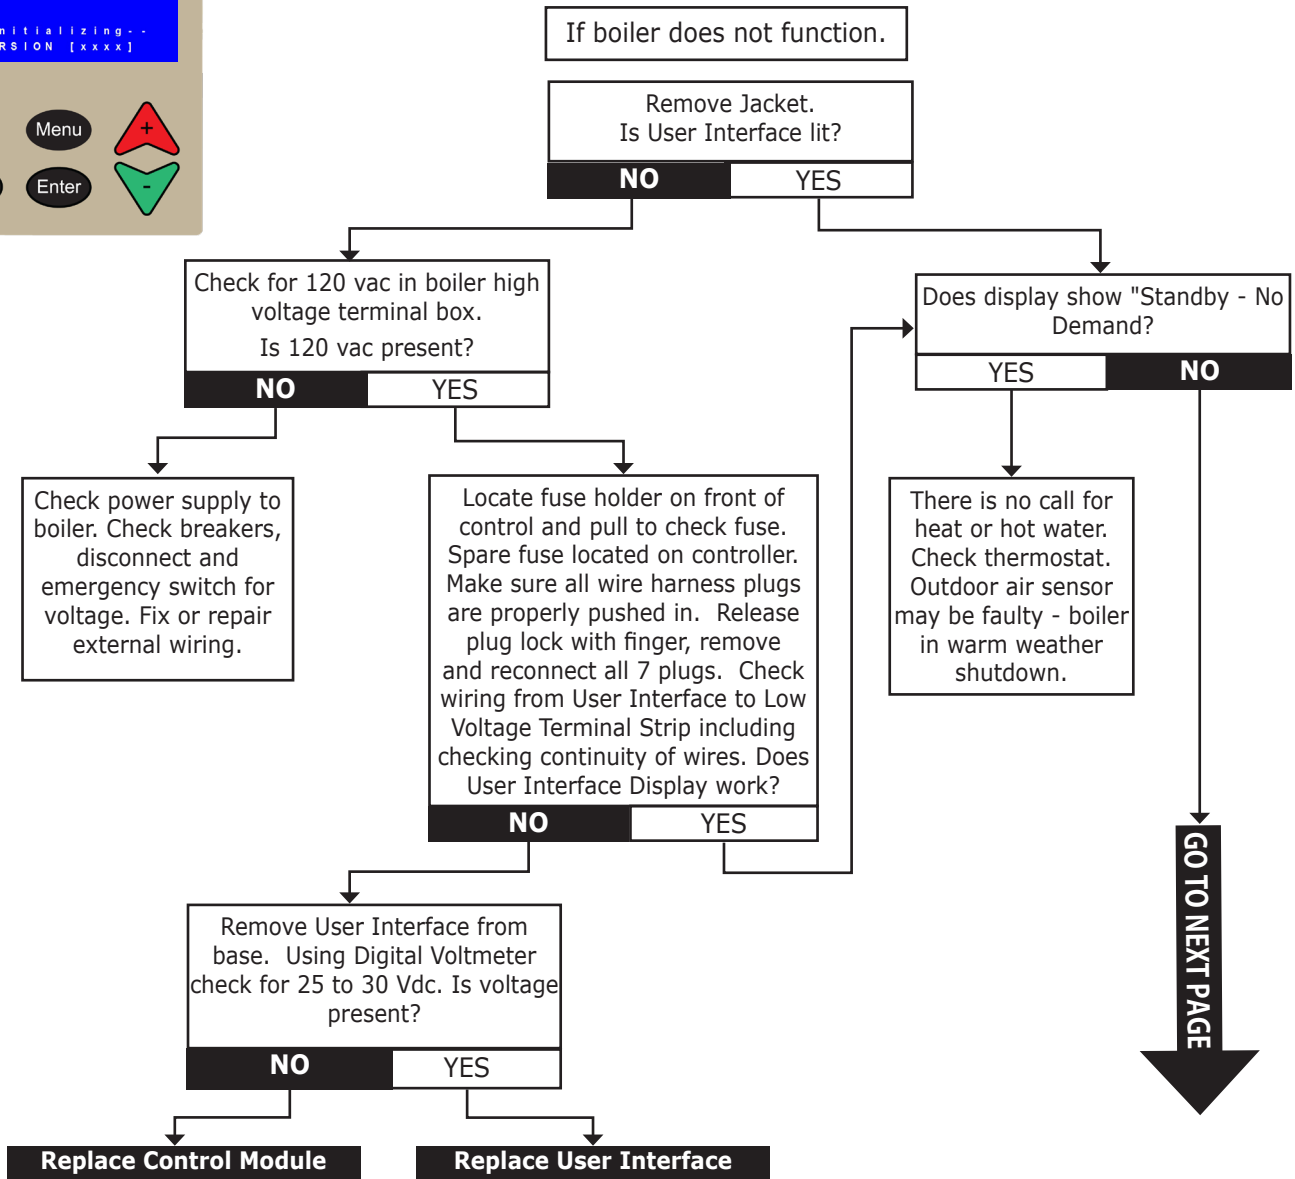 nitializing--
RSION [xxxx]
Menu
+
Enter
-
If boiler does not function.
Remove Jacket.
Is User Interface lit?
NO
YES
Check for 120 vac in boiler high
voltage terminal box.
Is 120 vac present?
NO
YES
Does display show "Standby - No
Demand?
YES
NO
Check power supply to
boiler. Check breakers,
disconnect and
emergency switch for
voltage. Fix or repair
external wiring.
Locate fuse holder on front of
control and pull to check fuse.
Spare fuse located on controller.
Make sure all wire harness plugs
are properly pushed in.  Release
plug lock with finger, remove
and reconnect all 7 plugs.  Check
wiring from User Interface to Low
Voltage Terminal Strip including
checking continuity of wires. Does
User Interface Display work?
NO
YES
There is no call for
heat or hot water.
Check thermostat.
Outdoor air sensor
may be faulty - boiler
in warm weather
shutdown.
GO TO NEXT PAGE
Remove User Interface from
base.  Using Digital Voltmeter
check for 25 to 30 Vdc. Is voltage
present?
NO
YES
Replace Control Module
Replace User Interface